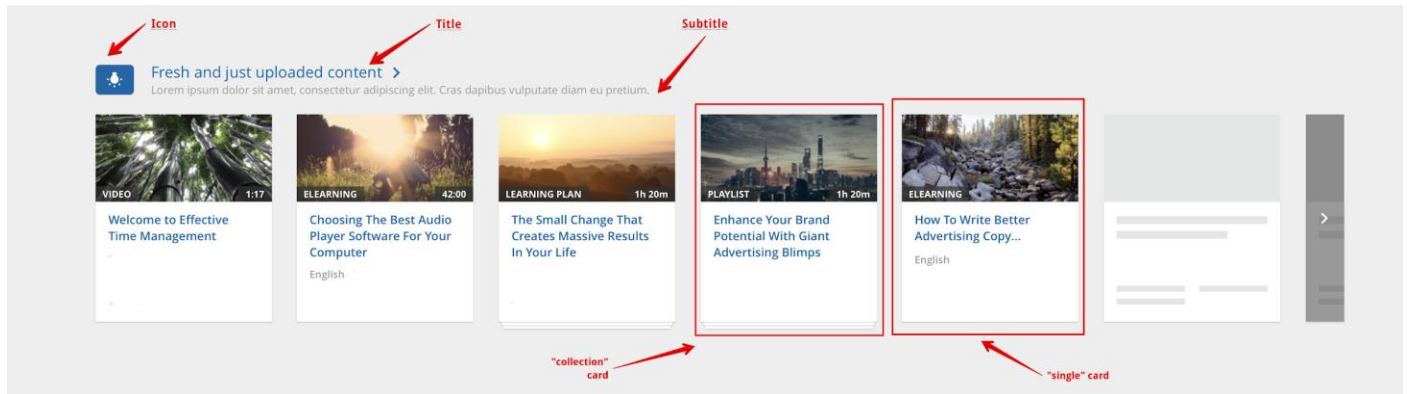 Icon
Title
Subtitle
Fresh and just uploaded content >
Lorem ipsum dolor sit amet, consectetur adipiscing elit. Cras dapibus vulputate diam eu pretium.
VIDEO 1:17
Welcome to Effective
Time Management
ELEARNING 42:00
Choosing The Best Audio
Player Software For Your
Computer
English
LEARNING PLAN 1h 20m
The Small Change That
Creates Massive Results
In Your Life
PLAYLIST 1h 20m
Enhance Your Brand
Potential With Giant
Advertising Blimps
ELEARNING
How To Write Better
Advertising Copy...
English
"collection"
card
"single" card